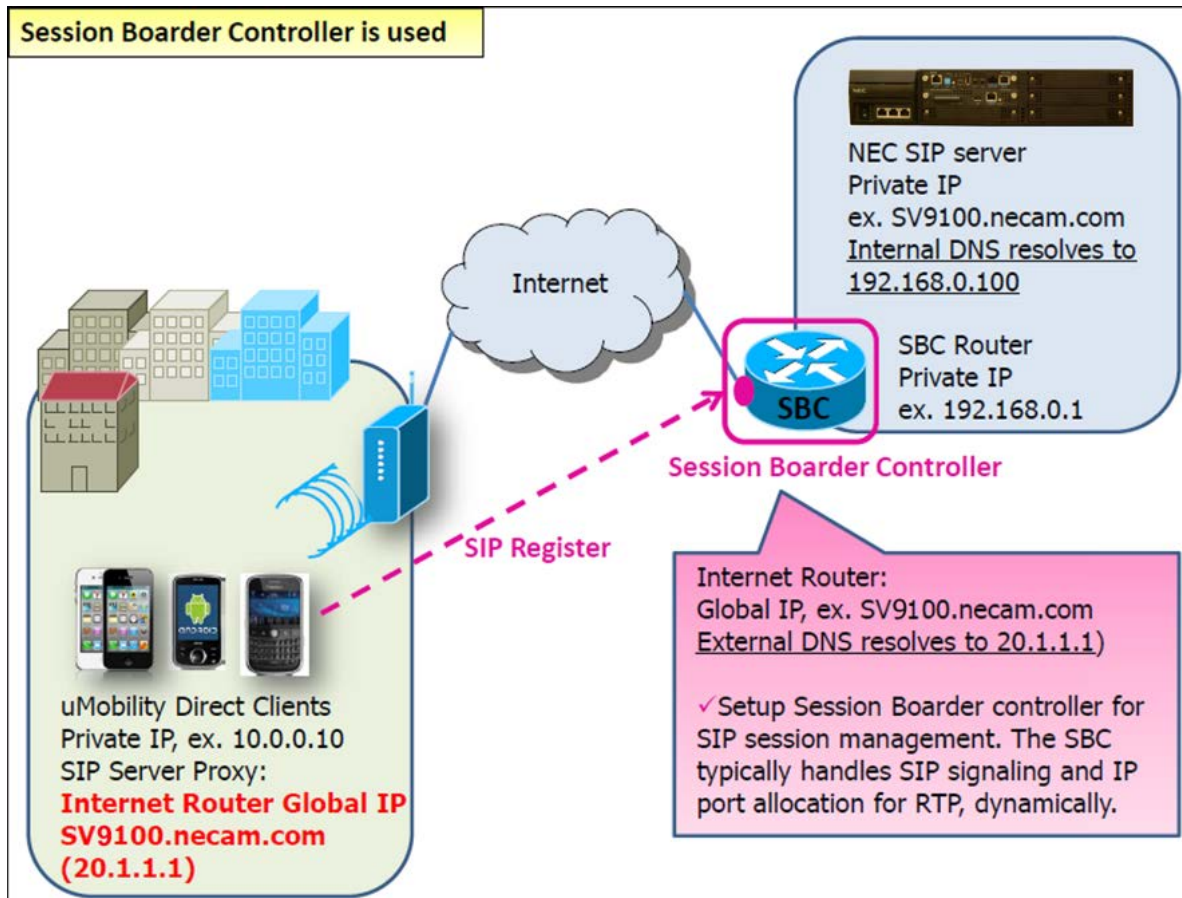 Session Boarder Controller is used
NEC
NEC SIP server
Private IP
ex. SV9100.necam.com
Internal DNS resolves to
192.168.0.100
Internet
SBC Router
Private IP
ex. 192.168.0.1
SBC
Session Boarder Controller
SIP Register
ANDROID
uMobility Direct Clients
Private IP, ex. 10.0.0.10
SIP Server Proxy:
Internet Router Global IP
SV9100.necam.com
(20.1.1.1)
Internet Router:
Global IP, ex. SV9100.necam.com
External DNS resolves to 20.1.1.1)
✓Setup Session Boarder controller for
SIP session management. The SBC
typically handles SIP signaling and IP
port allocation for RTP, dynamically.